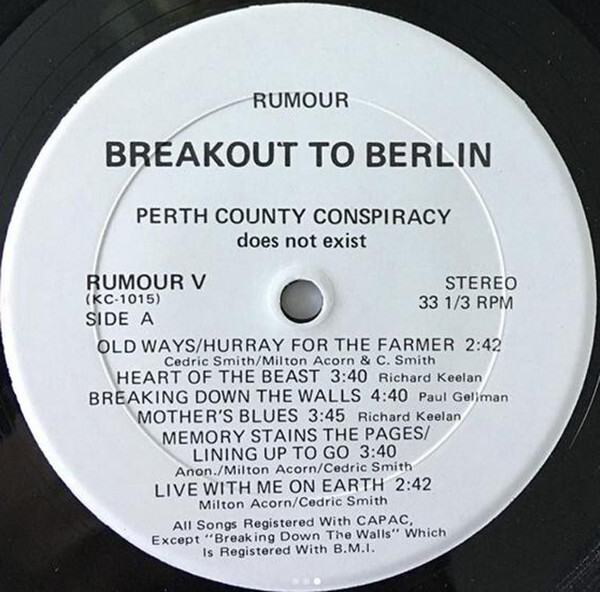 RUMOUR
BREAKOUT TO BERLIN
PERTH COUNTY CONSPIRACY
does not exist
RUMOUR V
(KC-1015)
SIDE A
STEREO
33 1/3 RPM
OLD WAYS/HURRAY FOR THE FARMER 2:42
Cedric Smith/Milton Acorn & C. Smith
HEART OF THE BEAST 3:40 Richard Keelan
BREAKING DOWN THE WALLS 4:40 Paul Gellman
MOTHER'S BLUES 3:45 Richard Keelan
MEMORY STAINS THE PAGES/
LINING UP TO GO 3:40
Anon./Milton Acorn/Cedric Smith
LIVE WITH ME ON EARTH 2:42
Milton Acorn/Cedric Smith
All Songs Registered With CAPAC,
Except "Breaking Down The Walls" Which
Is Registered With B.M.I.